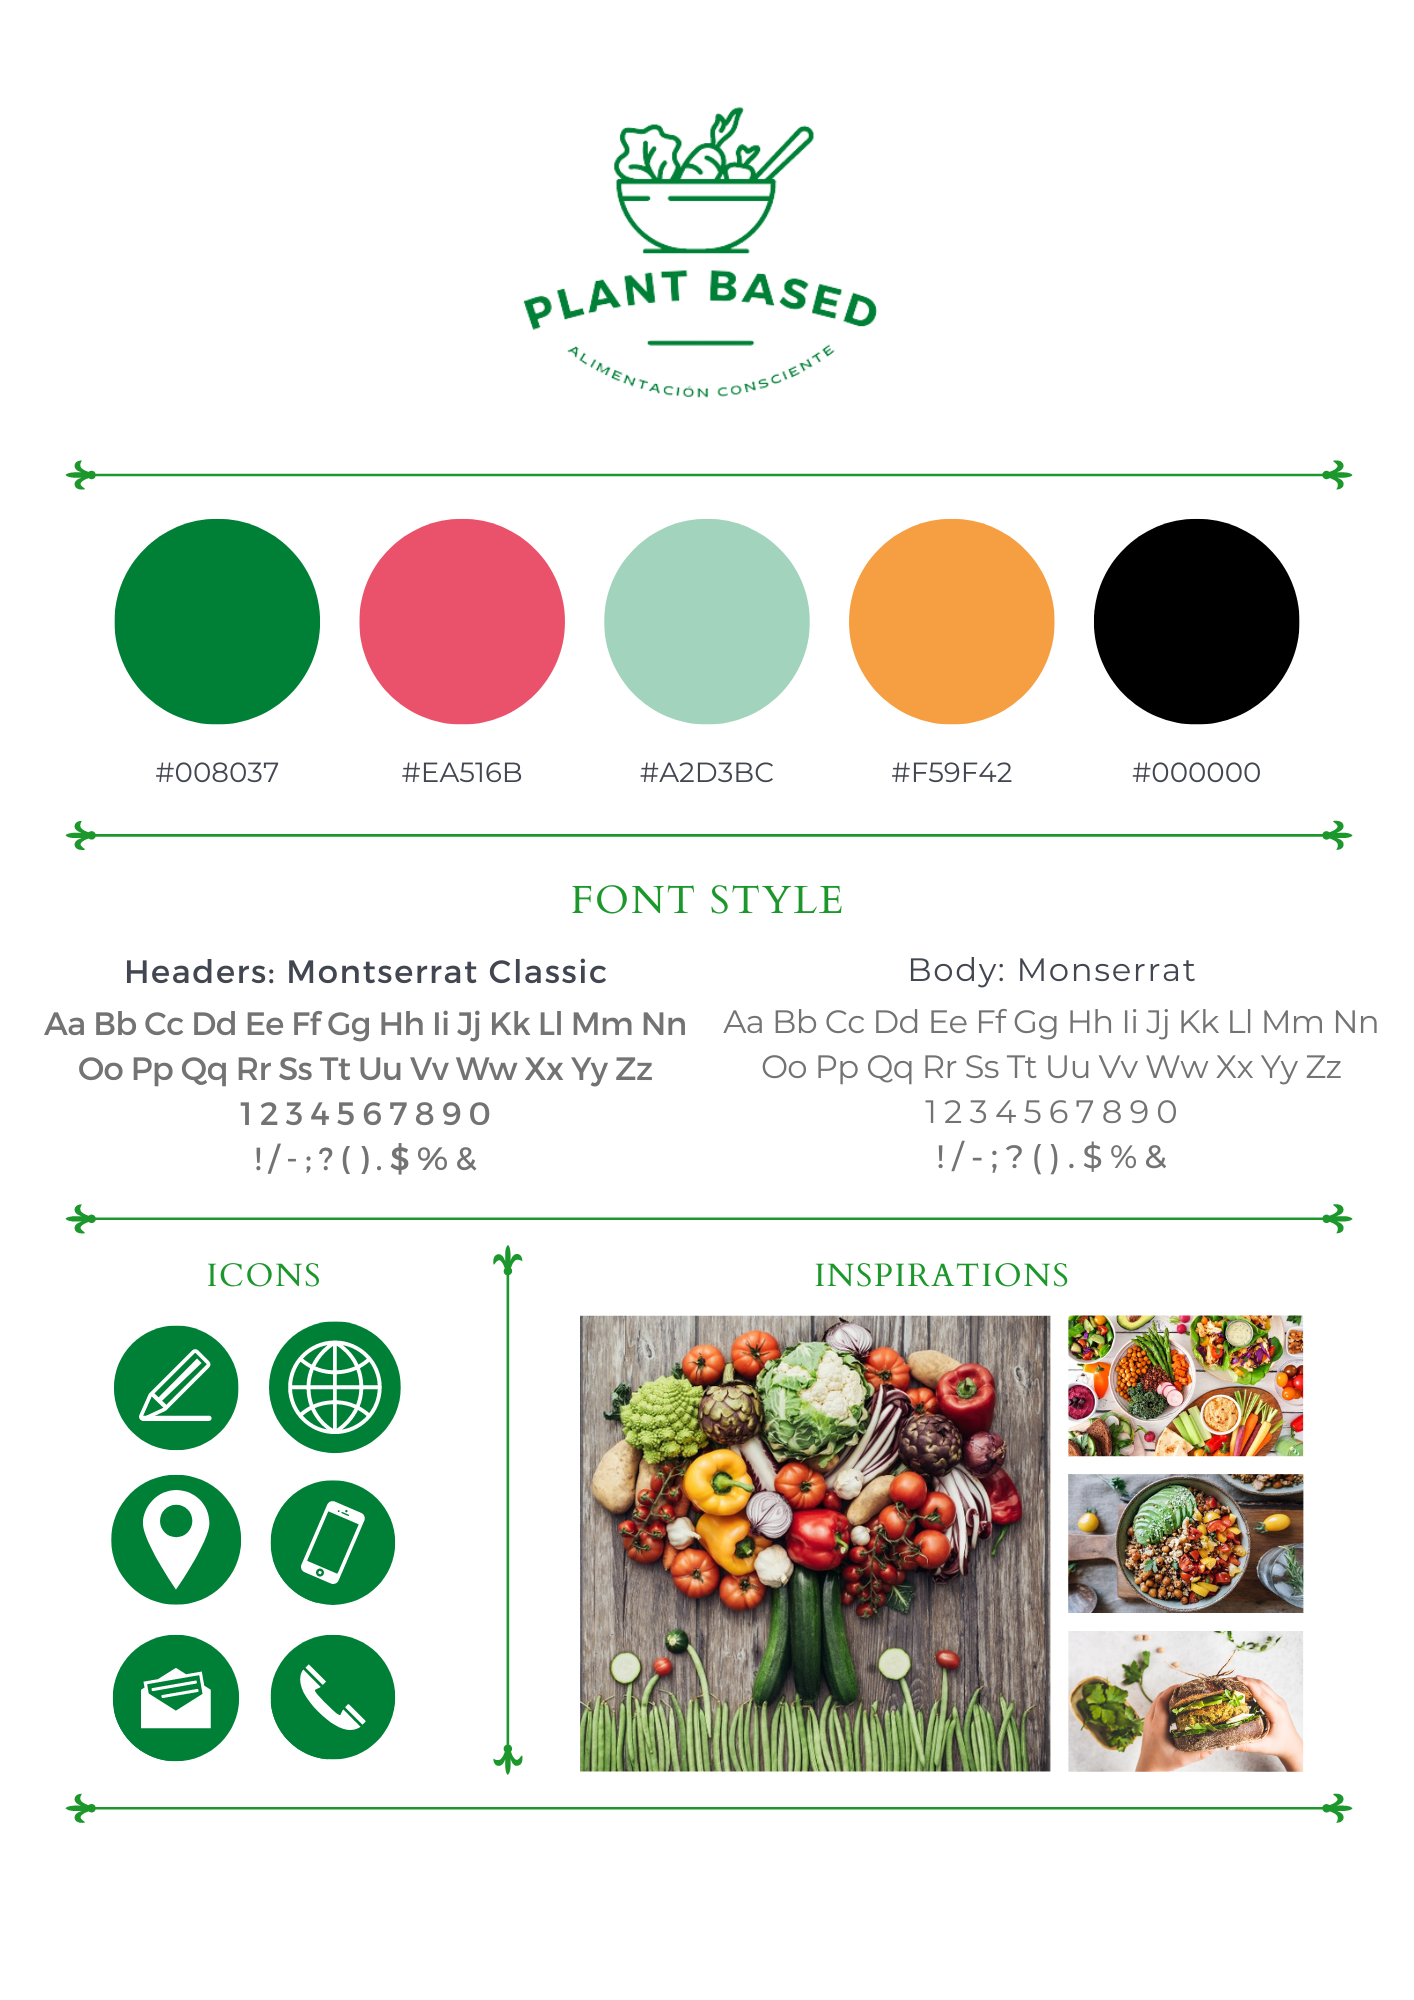 PLANT BASED
ALIMENTACIÓN CONSCIENTE
#008037
#EA516B
#A2D3BC
#F59F42
#000000
FONT STYLE
Headers: Montserrat Classic
Aa Bb Cc Dd Ee Ff Gg Hh Ii Jj Kk Ll Mm Nn
Oo Pp Qq Rr Ss Tt Uu Vv Ww Xx Yy Zz
1 2 3 4 5 6 7 8 9 0
! / - ; ? ( ) . $ % &
Body: Monserrat
Aa Bb Cc Dd Ee Ff Gg Hh Ii Jj Kk Ll Mm Nn
Oo Pp Qq Rr Ss Tt Uu Vv Ww Xx Yy Zz
1 2 3 4 5 6 7 8 9 0
! / - ; ? ( ) . $ % &
ICONS
INSPIRATIONS